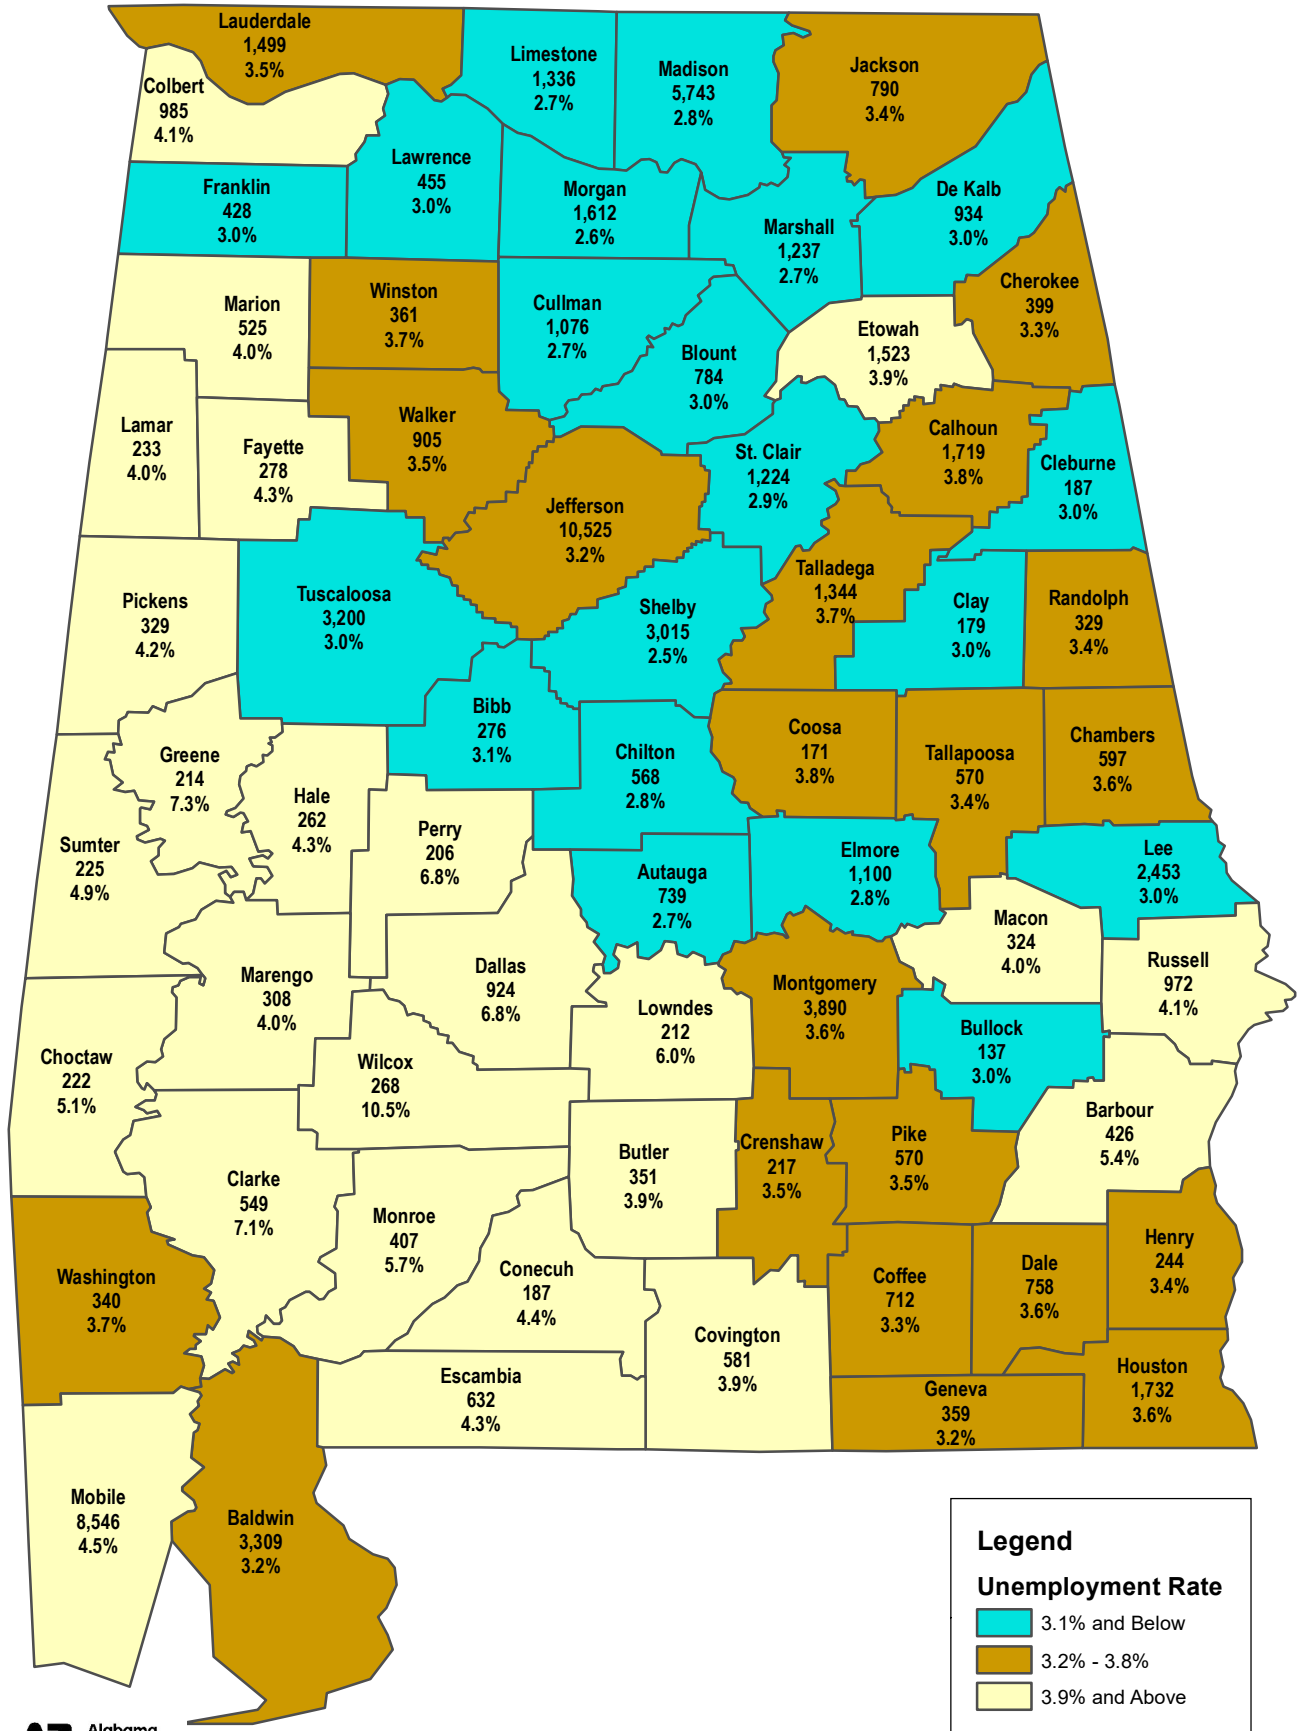 Lauderdale
1,499
3.5%
Limestone
1,336
2.7%
Madison
5,743
2.8%
Jackson
790
3.4%
Colbert
985
4.1%
Lawrence
455
3.0%
Franklin
428
3.0%
Morgan
1,612
2.6%
Marshall
1,237
2.7%
De Kalb
934
3.0%
Cherokee
399
3.3%
Marion
525
4.0%
Winston
361
3.7%
Cullman
1,076
2.7%
Blount
784
3.0%
Etowah
1,523
3.9%
Lamar
233
4.0%
Fayette
278
4.3%
Walker
905
3.5%
Jefferson
10,525
3.2%
St. Clair
1,224
2.9%
Calhoun
1,719
3.8%
Cleburne
187
3.0%
Pickens
329
4.2%
Tuscaloosa
3,200
3.0%
Shelby
3,015
2.5%
Talladega
1,344
3.7%
Clay
179
3.0%
Randolph
329
3.4%
Greene
214
7.3%
Hale
262
4.3%
Bibb
276
3.1%
Chilton
568
2.8%
Coosa
171
3.8%
Tallapoosa
570
3.4%
Chambers
597
3.6%
Sumter
225
4.9%
Perry
206
6.8%
Autauga
739
2.7%
Elmore
1,100
2.8%
Lee
2,453
3.0%
Macon
324
4.0%
Russell
972
4.1%
Marengo
308
4.0%
Dallas
924
6.8%
Lowndes
212
6.0%
Montgomery
3,890
3.6%
Bullock
137
3.0%
Choctaw
222
5.1%
Wilcox
268
10.5%
Barbour
426
5.4%
Clarke
549
7.1%
Butler
351
3.9%
Crenshaw
217
3.5%
Pike
570
3.5%
Monroe
407
5.7%
Conecuh
187
4.4%
Washington
340
3.7%
Coffee
712
3.3%
Dale
758
3.6%
Henry
244
3.4%
Covington
581
3.9%
Escambia
632
4.3%
Geneva
359
3.2%
Houston
1,732
3.6%
Mobile
8,546
4.5%
Baldwin
3,309
3.2%
Legend
Unemployment Rate
3.1% and Below
3.2% - 3.8%
3.9% and Above
Alabama